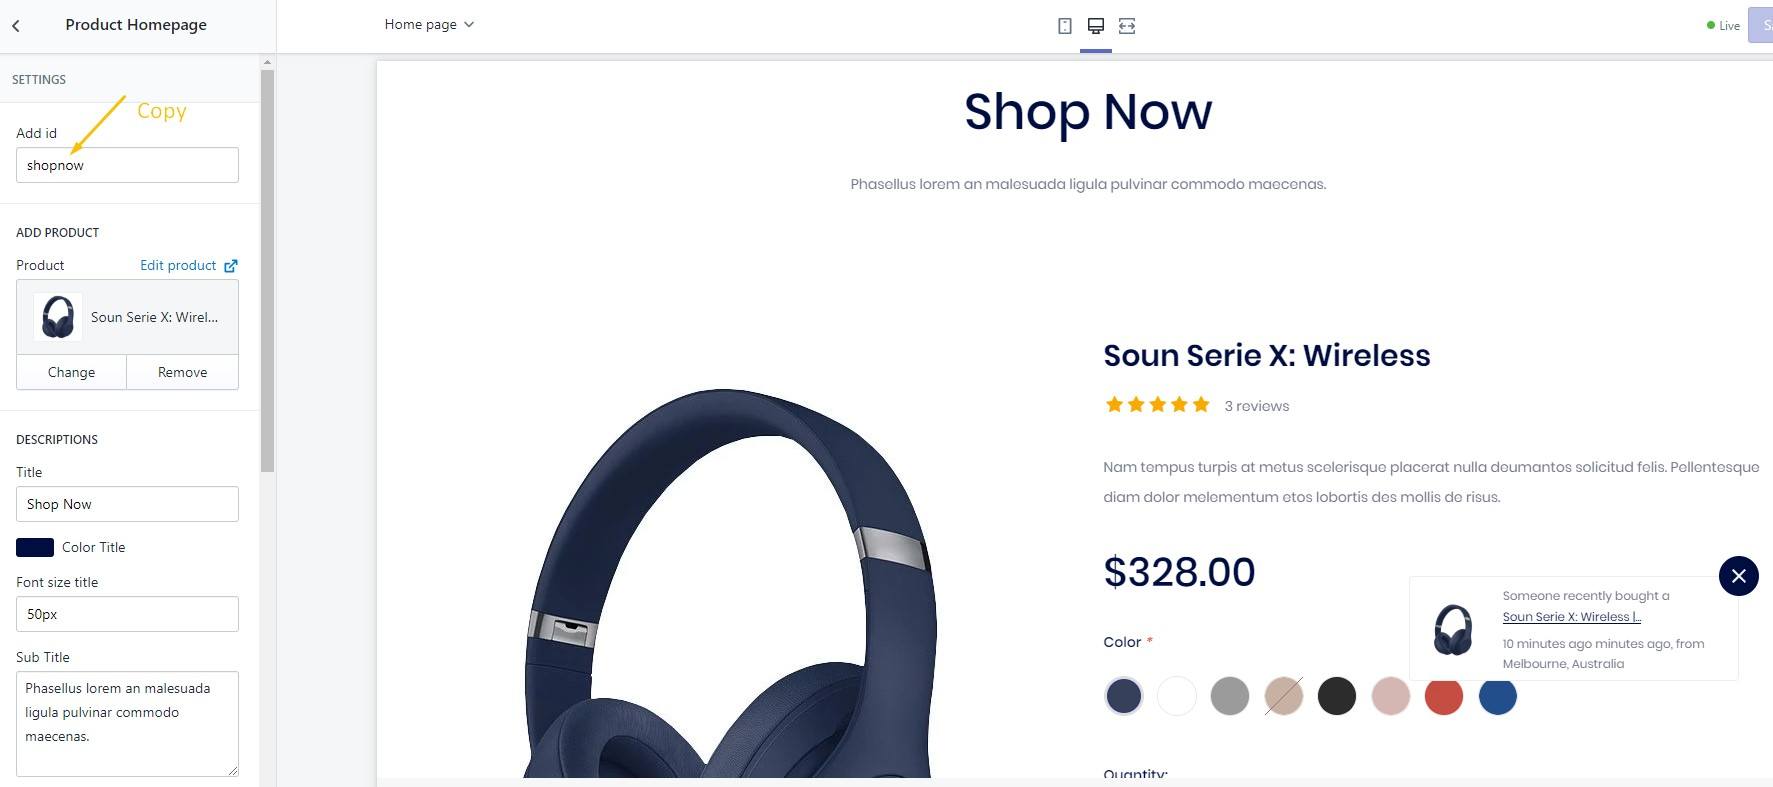 Product Homepage
Home page
Live
SETTINGS
Copy
Add id
shopnow
ADD PRODUCT
Product
Edit product
Soun Serie X: Wirel...
Change
Remove
DESCRIPTIONS
Title
Shop Now
Color Title
Font size title
50px
Sub Title
Phasellus lorem an malesuada
ligula pulvinar commodo
maecenas.
Shop Now
Phasellus lorem an malesuada ligula pulvinar commodo maecenas.
Soun Serie X: Wireless
3 reviews
Nam tempus turpis at metus scelerisque placerat nulla deumantos solicitud felis. Pellentesque
diam dolor melementum etos lobortis des mollis de risus.
$328.00
Color *
Someone recently bought a
Soun Serie X: Wireless |...
10 minutes ago minutes ago, from
Melbourne, Australia
Quantity: